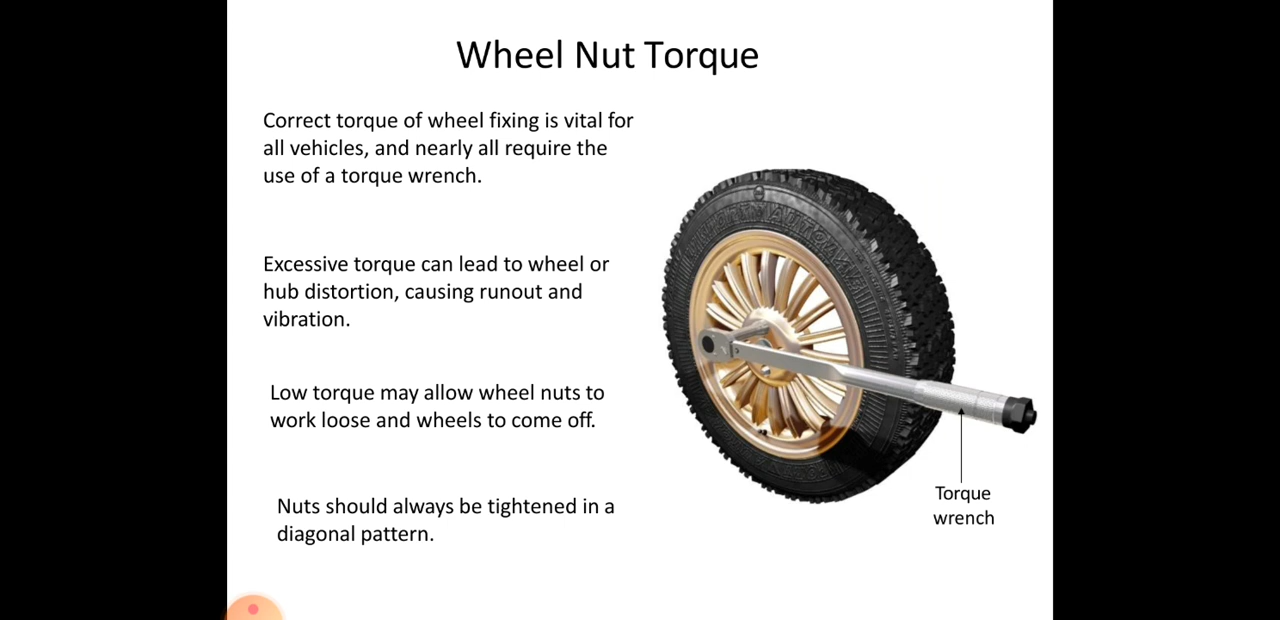 Wheel Nut Torque
Correct torque of wheel fixing is vital for
all vehicles, and nearly all require the
use of a torque wrench.
Excessive torque can lead to wheel or
hub distortion, causing runout and
vibration.
Low torque may allow wheel nuts to
work loose and wheels to come off.
Nuts should always be tightened in a
diagonal pattern.
Torque
wrench